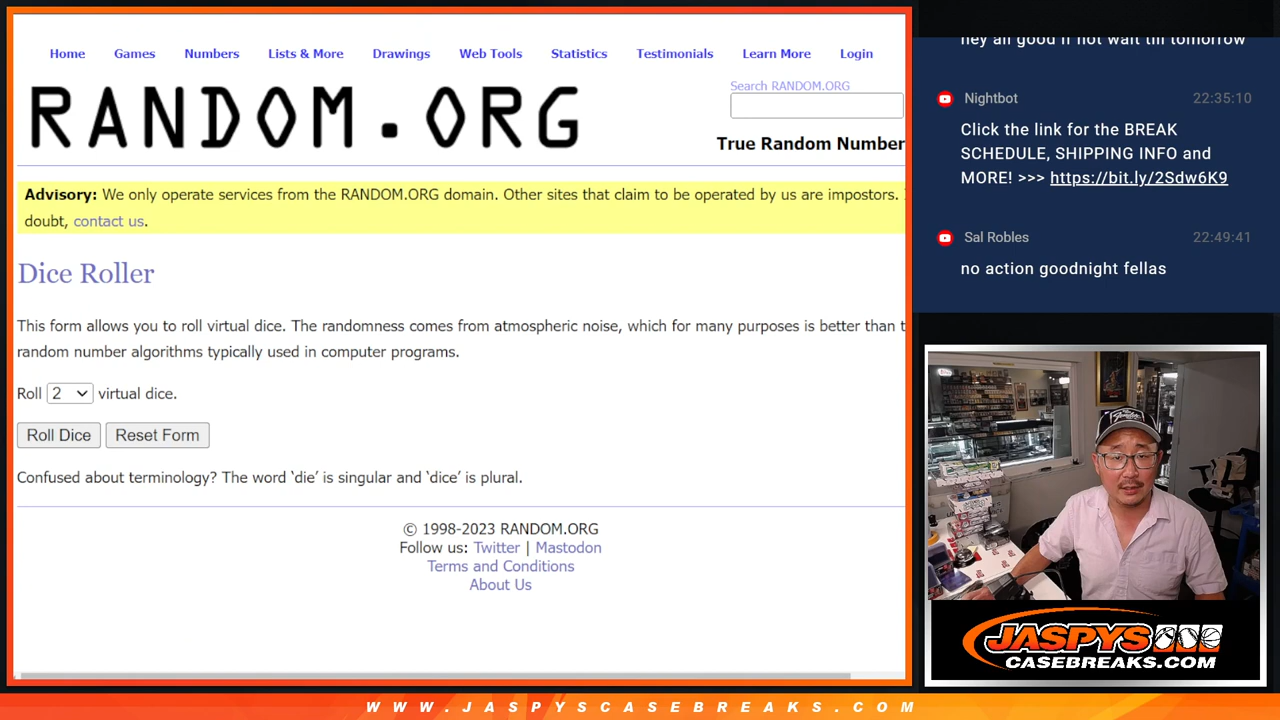 Home Games Numbers Lists & More Drawings Web Tools Statistics Testimonials Learn More Login
RANDOM.ORG
Search RANDOM.ORG
True Random Number
Advisory: We only operate services from the RANDOM.ORG domain. Other sites that claim to be operated by us are impostors.
doubt, contact us.
Dice Roller
This form allows you to roll virtual dice. The randomness comes from atmospheric noise, which for many purposes is better than t
random number algorithms typically used in computer programs.
Roll 2 virtual dice.
Roll Dice Reset Form
Confused about terminology? The word ‘die’ is singular and ‘dice’ is plural.
© 1998-2023 RANDOM.ORG
Follow us: Twitter | Mastodon
Terms and Conditions
About Us
hey all good if not wait till tomorrow
Nightbot 22:35:10
Click the link for the BREAK
SCHEDULE, SHIPPING INFO and
MORE! >>> https://bit.ly/2Sdw6K9
Sal Robles 22:49:41
no action goodnight fellas
JASPYS
CASEBREAKS.COM
WWW.JASPYSCASEBREAKS.COM